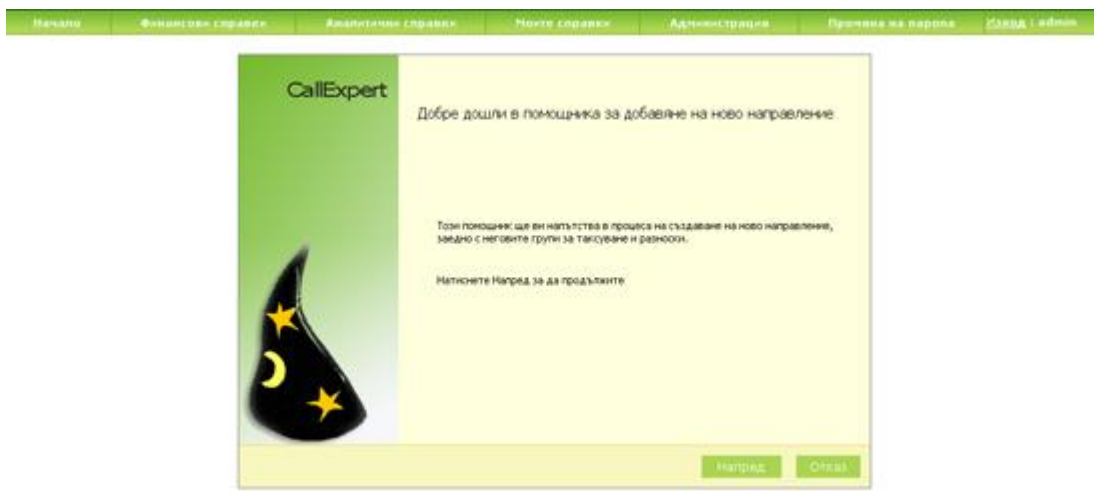 Начало Финансови справки Аналитични справки Моите справки Администрация Промяна на парола Изход : admin
CallExpert
Добре дошли в помощника за добавяне на ново направление
Този помощник ще ви напътства в процеса на създаване на ново направление,
заедно с неговите групи за таксуване и разноски.
Натиснете Напред за да продължите
Напред Отказ